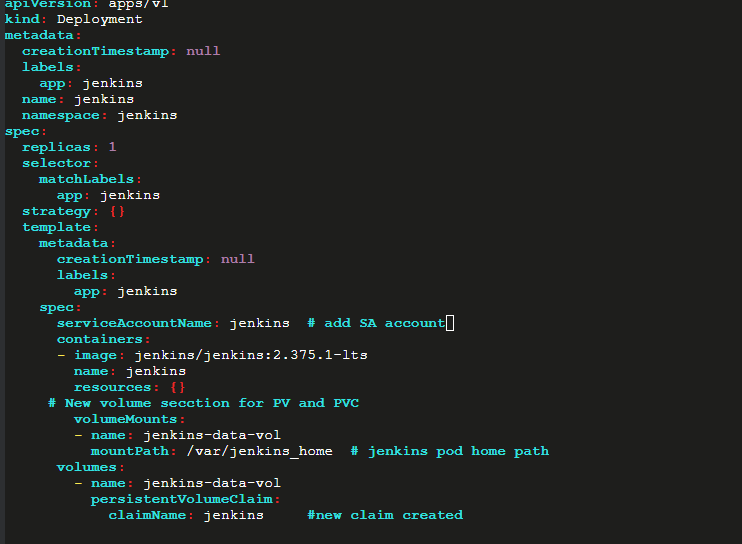 apiVersion: apps/v1
kind: Deployment
metadata:
  creationTimestamp: null
  labels:
    app: jenkins
  name: jenkins
  namespace: jenkins
spec:
  replicas: 1
  selector:
    matchLabels:
      app: jenkins
  strategy: {}
  template:
    metadata:
      creationTimestamp: null
      labels:
        app: jenkins
    spec:
      serviceAccountName: jenkins  # add SA account
      containers:
      - image: jenkins/jenkins:2.375.1-lts
        name: jenkins
        resources: {}
     # New volume secction for PV and PVC
        volumeMounts:
        - name: jenkins-data-vol
          mountPath: /var/jenkins_home  # jenkins pod home path
      volumes:
        - name: jenkins-data-vol
          persistentVolumeClaim:
            claimName: jenkins     #new claim created